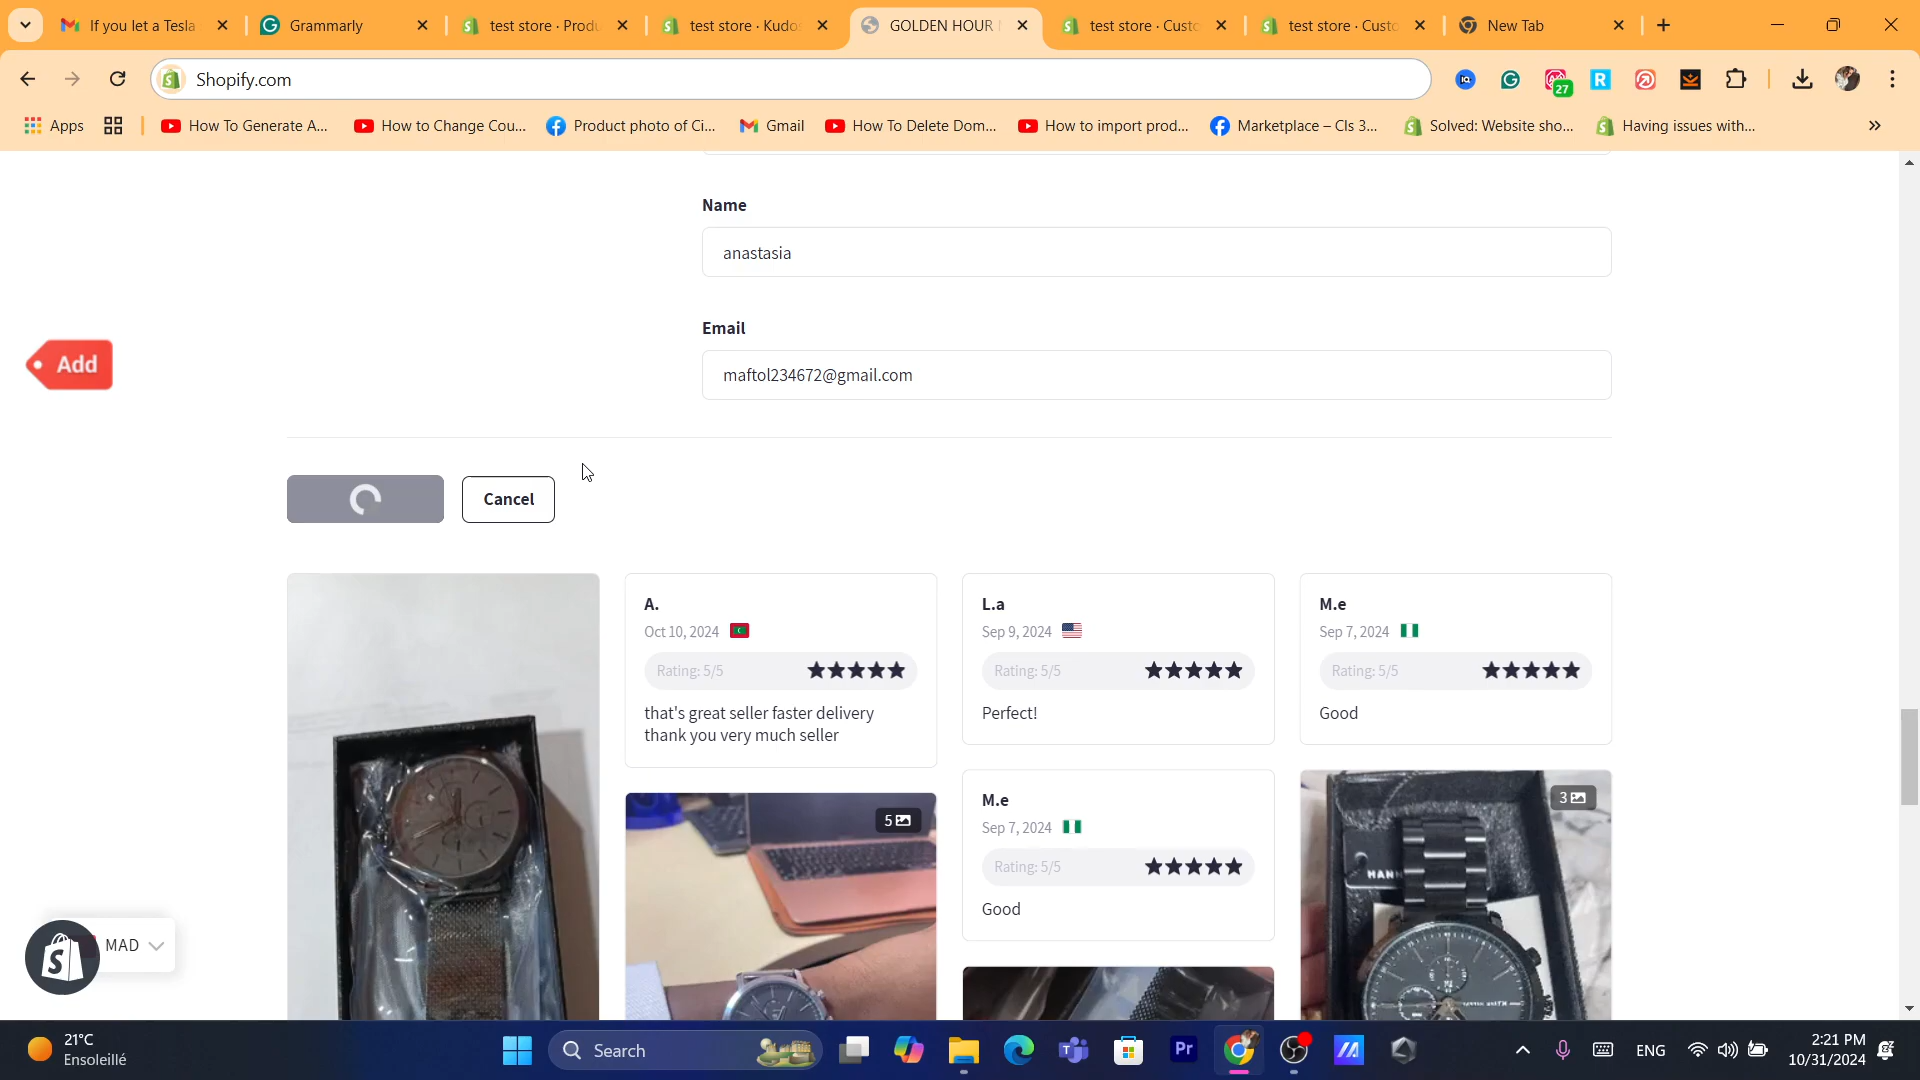 If you let a Tesla
Grammarly
test store · Produ
test store · Kudos
GOLDEN HOUR
test store · Custo
test store · Custo
New Tab
Shopify.com
27
Apps
How To Generate A...
How to Change Cou...
Product photo of Ci...
Gmail
How To Delete Dom...
How to import prod...
Marketplace – Cls 3...
Solved: Website sho...
Having issues with...
Name
anastasia
Add
Email
maftol234672@gmail.com
Cancel
A.
Oct 10, 2024
Rating: 5/5
that's great seller faster delivery
thank you very much seller
L.a
Sep 9, 2024
Rating: 5/5
Perfect!
M.e
Sep 7, 2024
Rating: 5/5
Good
5
M.e
Sep 7, 2024
Rating: 5/5
Good
3
MAD
21°C
Ensoleillé
Search
Pr
ENG
2:21 PM
10/31/2024